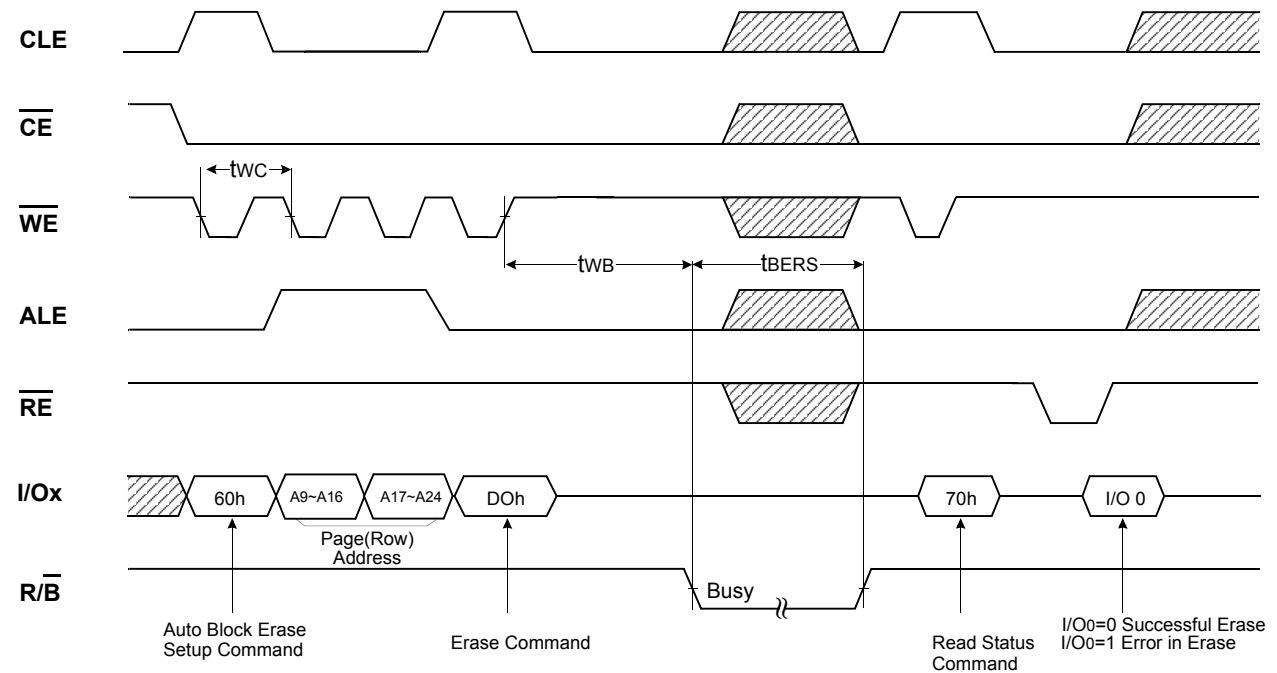 CLE
CE
tWC
WE
tWB
tBERS
ALE
RE
I/Ox
60h
A9~A16
A17~A24
DOh
70h
I/O 0
Page(Row)
Address
R/B
Busy
Auto Block Erase
Setup Command
Erase Command
Read Status
Command
I/O0=0 Successful Erase
I/O0=1 Error in Erase